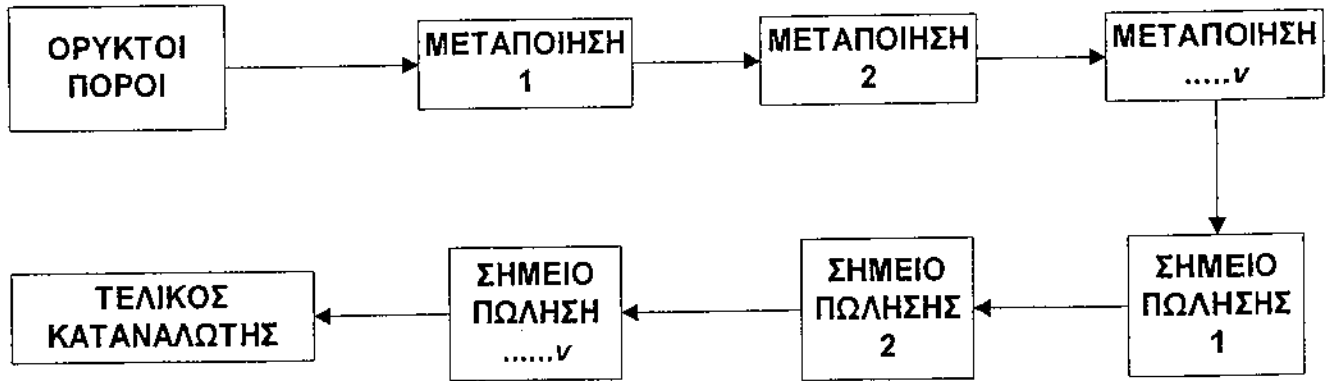 ΟΡΥΚΤΟΙ
ΠΟΡΟΙ
ΜΕΤΑΠΟΙΗΣΗ
1
ΜΕΤΑΠΟΙΗΣΗ
2
ΜΕΤΑΠΟΙΗΣΗ
.....ν
ΣΗΜΕΙΟ
ΠΩΛΗΣΗΣ
1
ΣΗΜΕΙΟ
ΠΩΛΗΣΗΣ
2
ΣΗΜΕΙΟ
ΠΩΛΗΣΗ
......ν
ΤΕΛΙΚΟΣ
ΚΑΤΑΝΑΛΩΤΗΣ